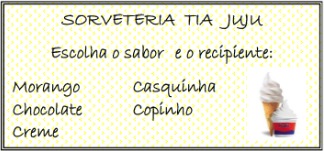 SORVETERIA TIA JUJU
Escolha o sabor e o recipiente:
Morango Casquinha
Chocolate Copinho
Creme